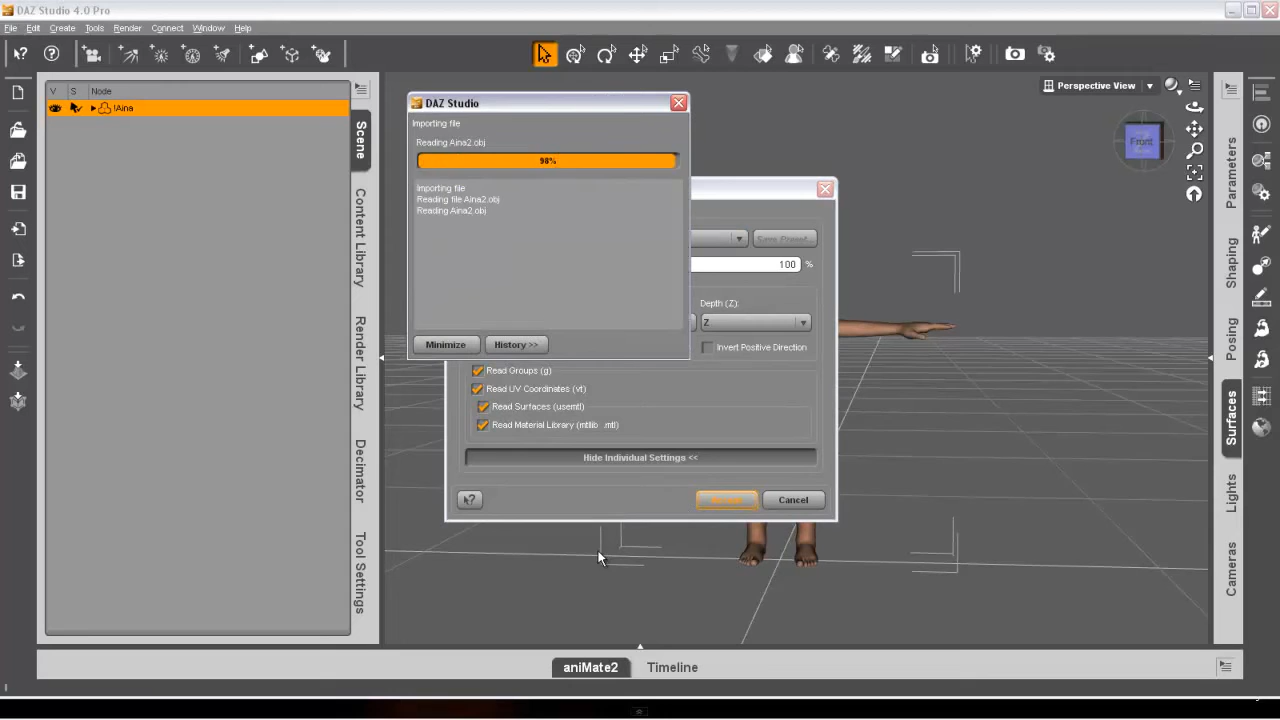 DAZ Studio 4.0 Pro
File Edit Create Tools Render Connect Window Help
V S Node
!Aina
Scene
Content Library
Render Library
Decimator
Tool Settings
Perspective View
Front
DAZ Studio
Importing file
Reading Aina2.obj
98%
Importing file
Reading file Aina2.obj
Reading Aina2.obj
Minimize History >>
Save Preset...
100 %
Depth (Z):
Z
Invert Positive Direction
Read Groups (g)
Read UV Coordinates (vt)
Read Surfaces (usemtl)
Read Material Library (mtllib .mtl)
Hide Individual Settings <<
Cancel
Parameters
Shaping
Posing
Surfaces
Lights
Cameras
aniMate2 Timeline